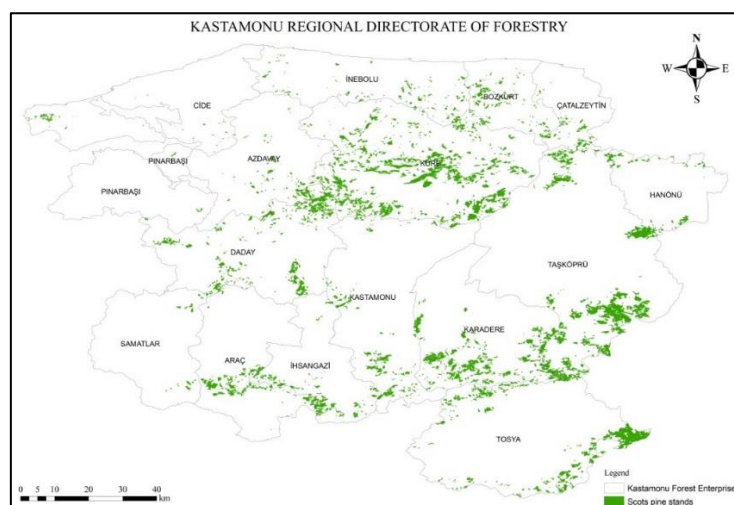 KASTAMONU REGIONAL DIRECTORATE OF FORESTRY
N
W E
S
İNEBOLU
CİDE
BOZKURT
ÇATALZEYTİN
PINARBAŞI
AZDAVAY
KÜRE
PINARBAŞI
HANÖNÜ
DADAY
TAŞKÖPRÜ
KASTAMONU
SAMATLAR
KARADERE
ARAÇ
İHSANGAZİ
TOSYA
Legend
Kastamonu Forest Enterprise
Scots pine stands
0 5 10 20 30 40
km